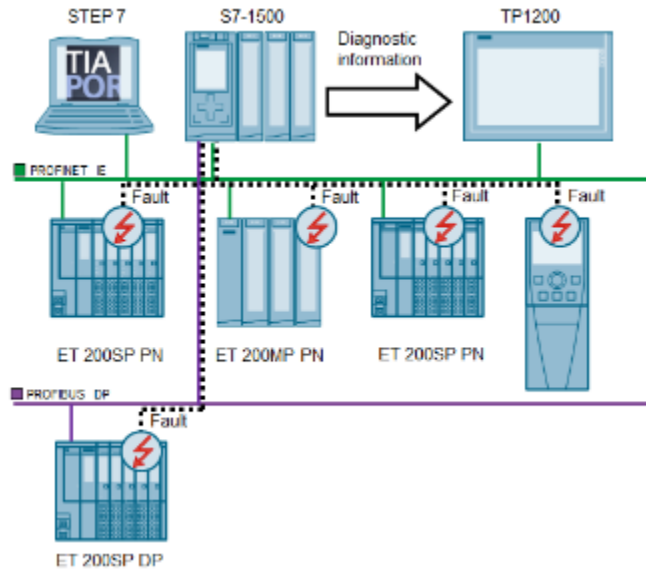 STEP 7
S7-1500
TP1200
TIA
POR
Diagnostic
information
PROFINET IE
Fault
Fault
Fault
Fault
ET 200SP PN
ET 200MP PN
ET 200SP PN
PROFIBUS DP
Fault
ET 200SP DP